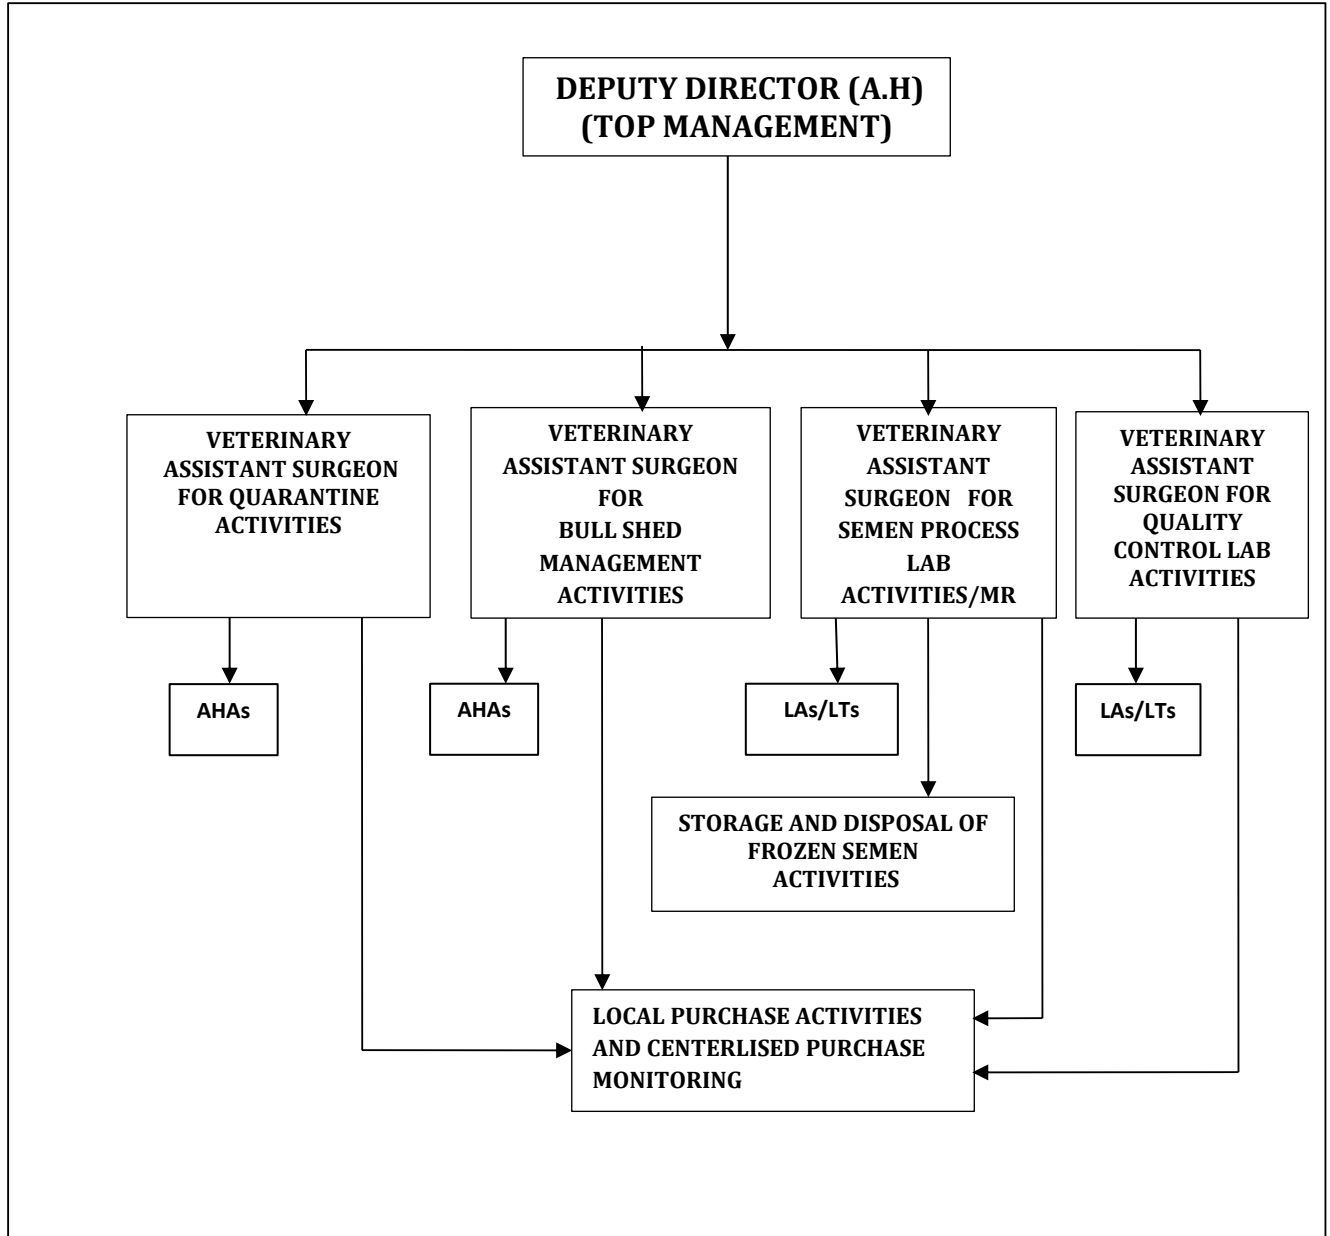 DEPUTY DIRECTOR (A.H)
(TOP MANAGEMENT)
VETERINARY
ASSISTANT SURGEON
FOR QUARANTINE
ACTIVITIES
VETERINARY
ASSISTANT SURGEON
FOR
BULL SHED
MANAGEMENT
ACTIVITIES
VETERINARY
ASSISTANT
SURGEON FOR
SEMEN PROCESS
LAB
ACTIVITIES/MR
VETERINARY
ASSISTANT
SURGEON FOR
QUALITY
CONTROL LAB
ACTIVITIES
AHAs
AHAs
LAs/LTs
LAs/LTs
STORAGE AND DISPOSAL OF
FROZEN SEMEN
ACTIVITIES
LOCAL PURCHASE ACTIVITIES
AND CENTERLISED PURCHASE
MONITORING